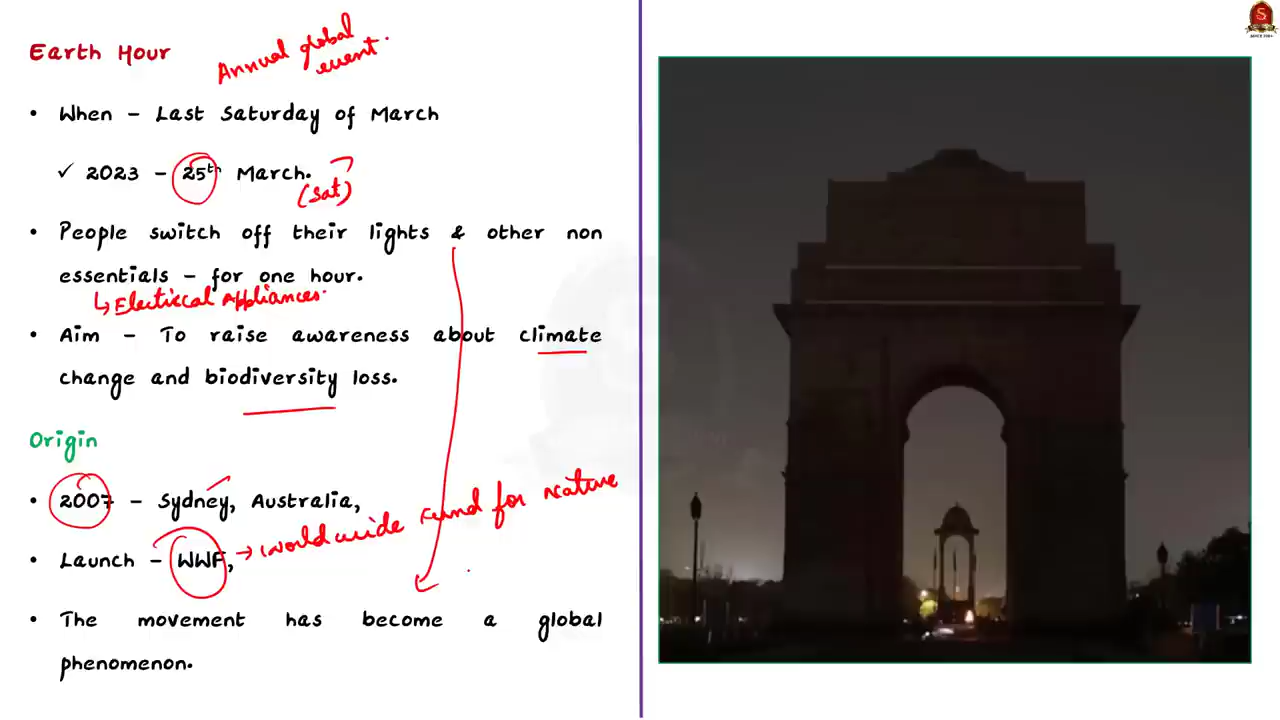 Earth Hour
Annual global
event.
• When – Last Saturday of March
✓ 2023 – 25th March.
(Sat)
• People switch off their lights & other non
essentials – for one hour.
↳ Electrical Appliances.
• Aim – To raise awareness about climate
change and biodiversity loss.
Origin
• 2007 – Sydney, Australia,
• Launch – WWF, → World wide Fund for Nature
• The movement has become a global
phenomenon.
S